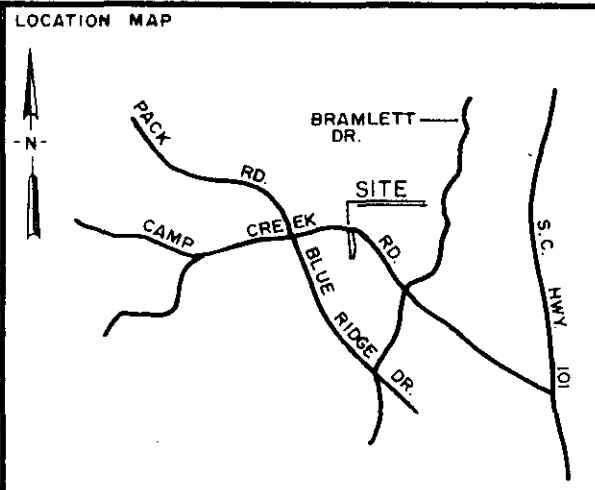 LOCATION MAP
-N-
PACK RD.
BRAMLETT
DR.
SITE
CAMP CREEK RD.
BLUE RIDGE DR.
S.C. HWY. 101